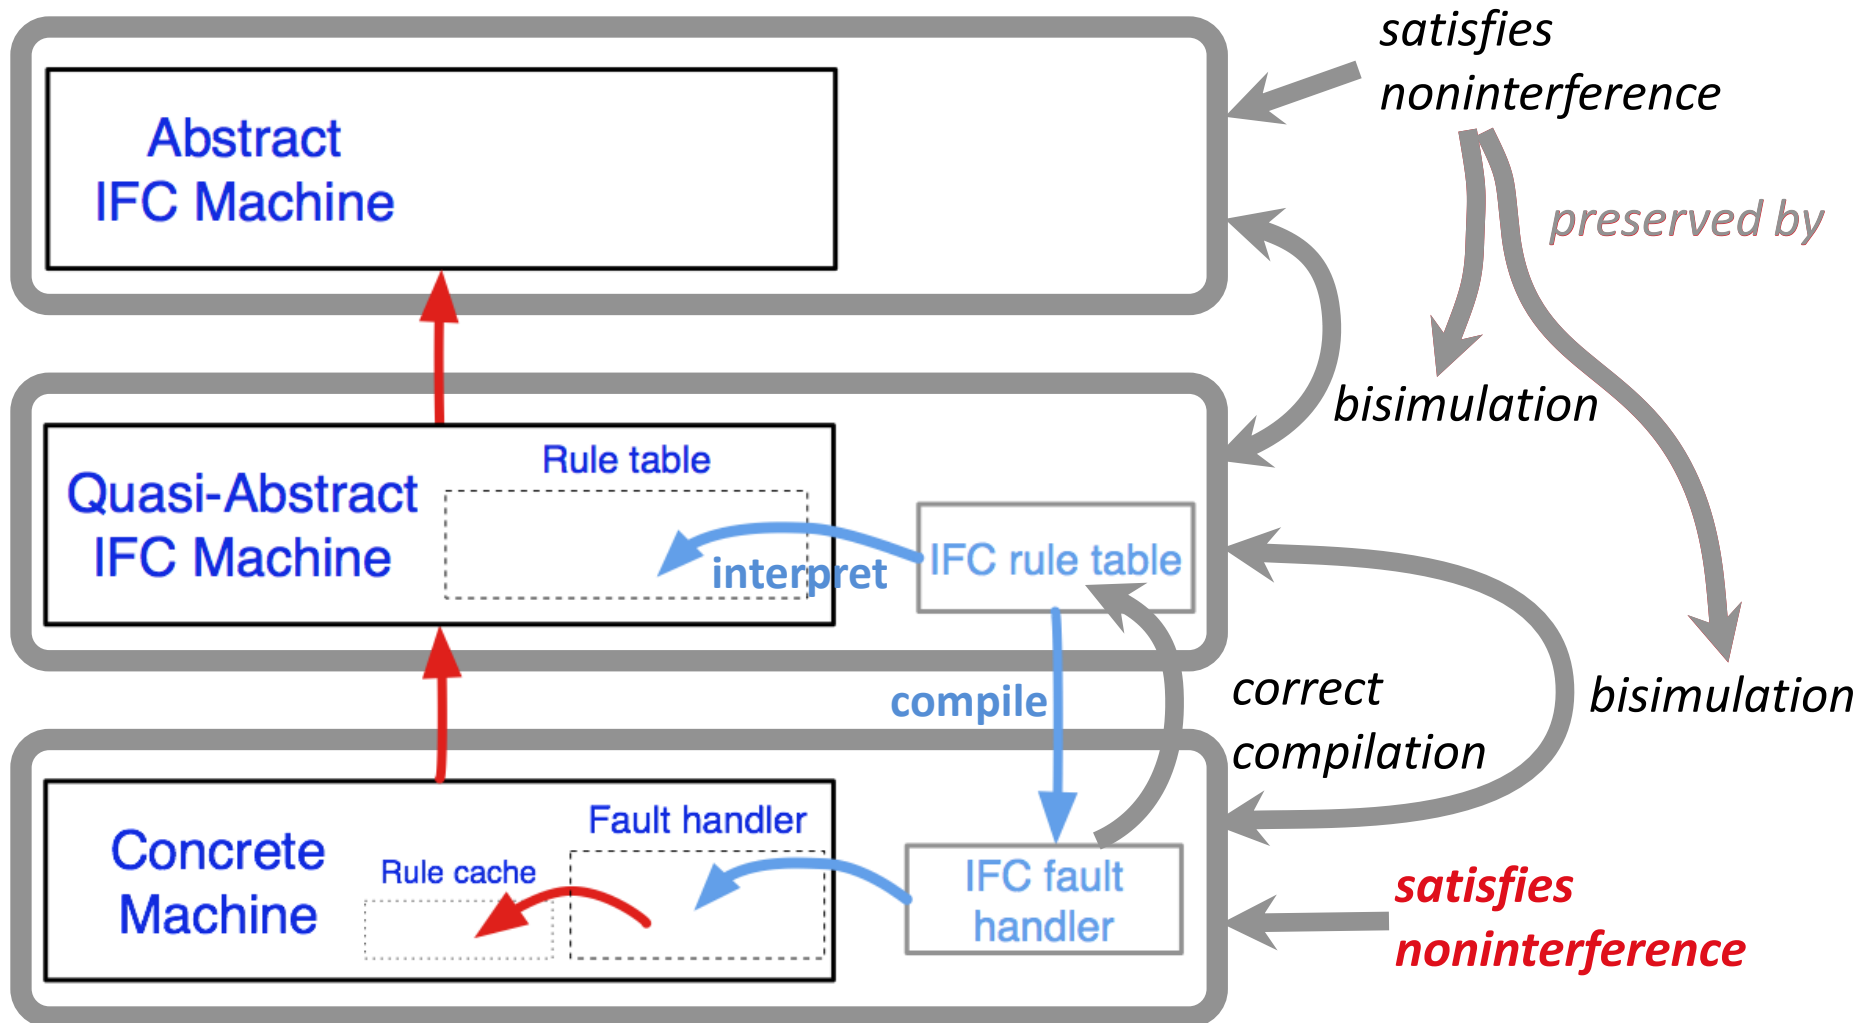 satisfies
noninterference
Abstract
IFC Machine
preserved by
bisimulation
Rule table
Quasi-Abstract
IFC Machine
interpret
IFC rule table
compile
correct
compilation
bisimulation
Fault handler
Concrete
Machine
Rule cache
IFC fault
handler
satisfies
noninterference